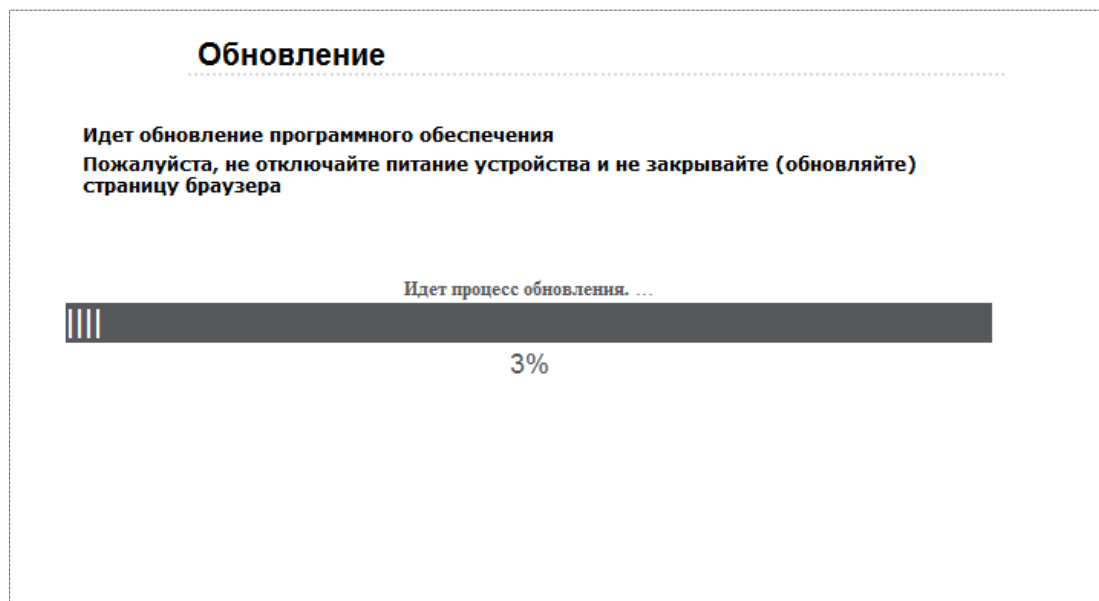 Обновление
Идет обновление программного обеспечения
Пожалуйста, не отключайте питание устройства и не закрывайте (обновляйте)
страницу браузера
Идет процесс обновления. ...
3%